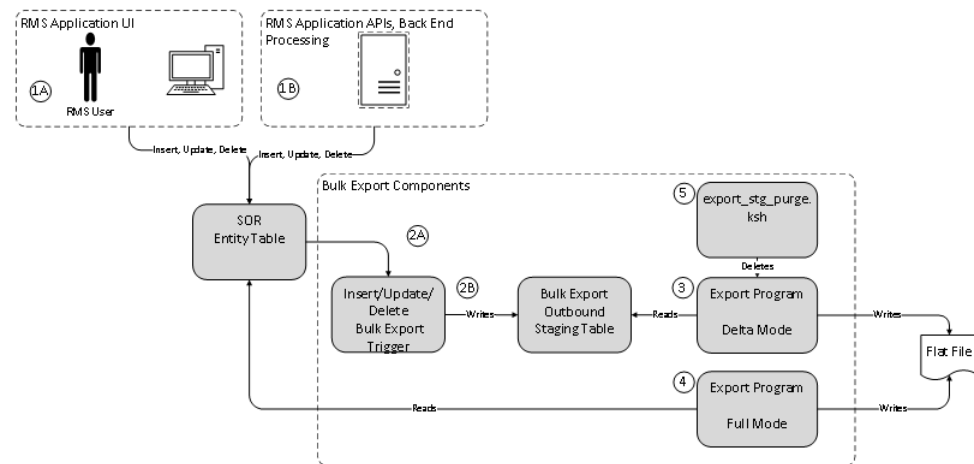 RMS Application UI
1A
RMS User
RMS Application APIs, Back End
Processing
1B
Insert, Update, Delete
Insert, Update, Delete
SOR
Entity Table
Bulk Export Components
2A
Insert/Update/
Delete
Bulk Export
Trigger
2B
Writes
Bulk Export
Outbound
Staging Table
5
export_stg_purge.
ksh
Deletes
3
Reads
Export Program
Delta Mode
Writes
Flat File
4
Reads
Export Program
Full Mode
Writes